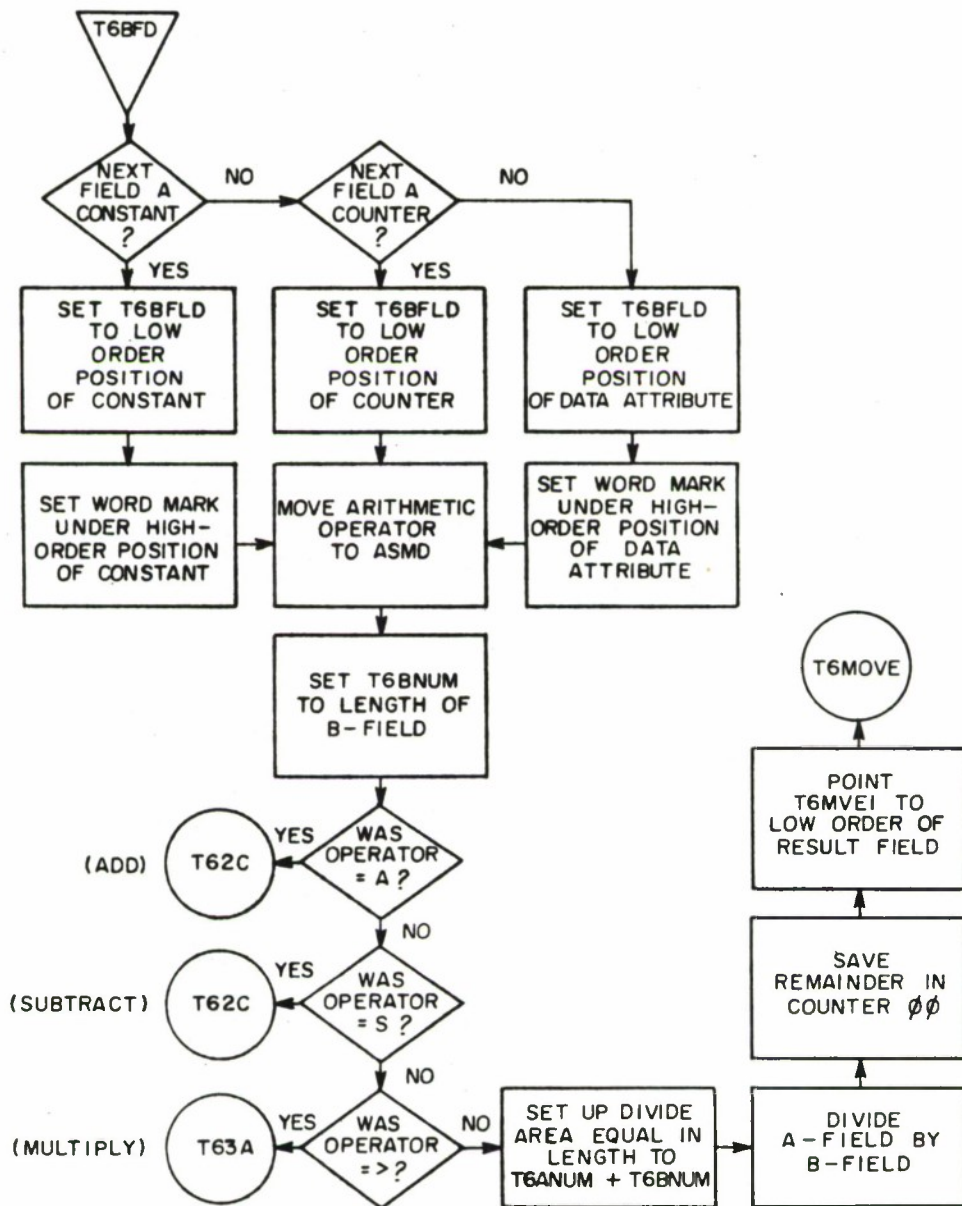 T6BFD
NEXT
FIELD A
CONSTANT
?
NO
NEXT
FIELD A
COUNTER
?
NO
YES
YES
SET T6BFLD
TO LOW
ORDER
POSITION
OF CONSTANT
SET T6BFLD
TO LOW
ORDER
POSITION
OF COUNTER
SET T6BFLD
TO LOW
ORDER
POSITION
OF DATA ATTRIBUTE
SET WORD MARK
UNDER HIGH-
ORDER POSITION
OF CONSTANT
MOVE ARITHMETIC
OPERATOR
TO ASMD
SET WORD MARK
UNDER HIGH-
ORDER POSITION
OF DATA
ATTRIBUTE
SET T6BNUM
TO LENGTH OF
B-FIELD
(ADD)
T62C
YES
WAS
OPERATOR
= A ?
NO
(SUBTRACT)
T62C
YES
WAS
OPERATOR
= S ?
NO
(MULTIPLY)
T63A
YES
WAS
OPERATOR
= > ?
NO
SET UP DIVIDE
AREA EQUAL IN
LENGTH TO
T6ANUM + T6BNUM
DIVIDE
A-FIELD BY
B-FIELD
SAVE
REMAINDER IN
COUNTER ØØ
POINT
T6MVE1 TO
LOW ORDER OF
RESULT FIELD
T6MOVE